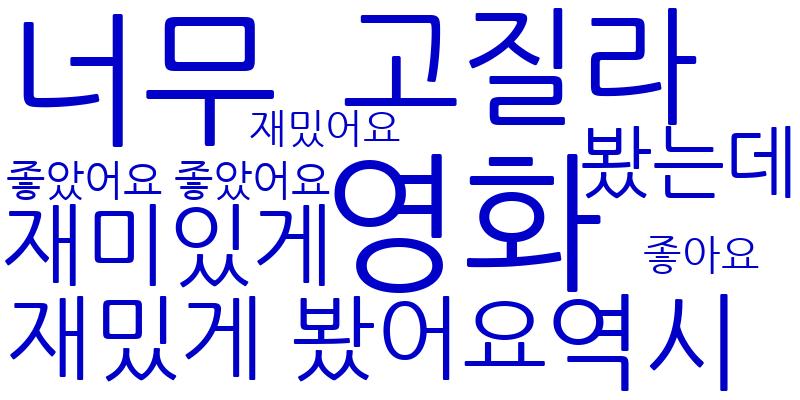 너무 고질라
재밌어요
좋았어요 좋았어요 영화 봤는데
재미있게 좋아요
재밌게 봤어요 역시